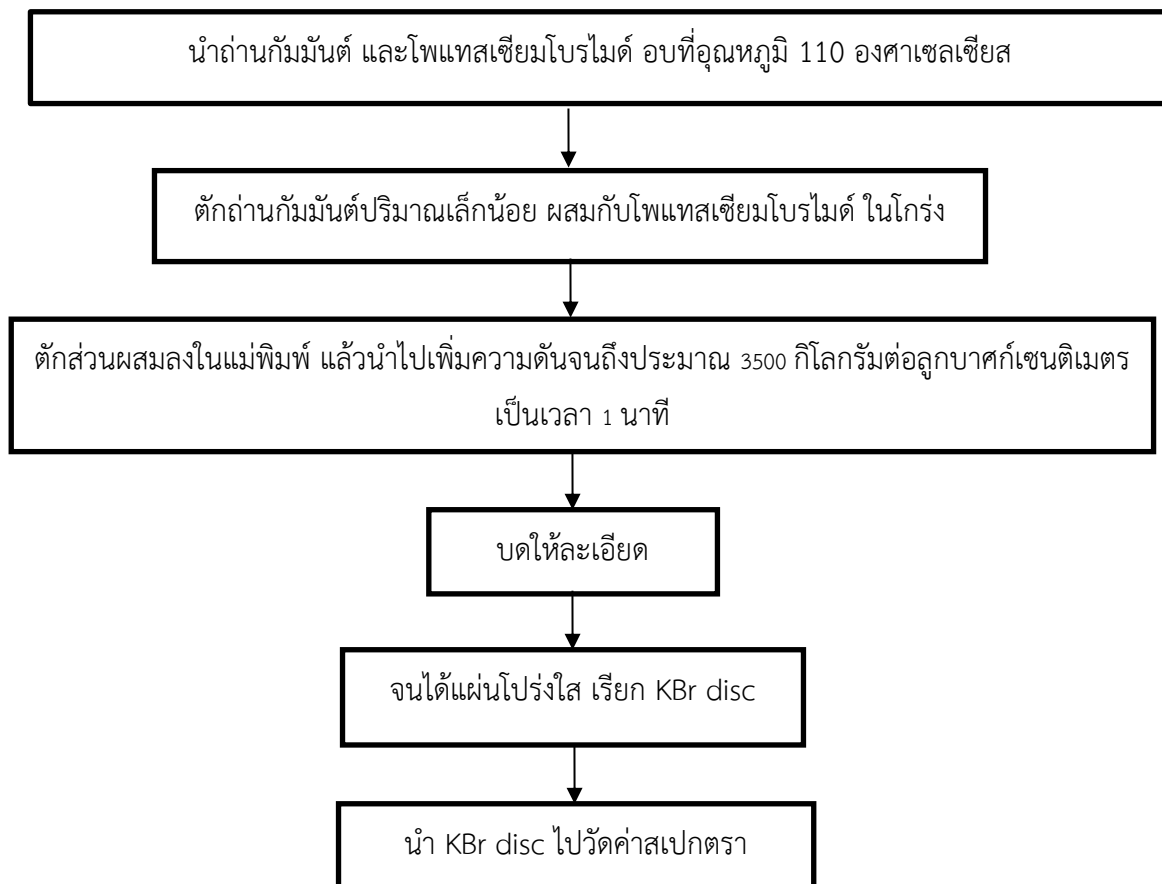 นำถ่านกัมมันต์ และโพแทสเซียมโบรไมด์ อบที่อุณหภูมิ 110 องศาเซลเซียส
ตักถ่านกัมมันต์ปริมาณเล็กน้อย ผสมกับโพแทสเซียมโบรไมด์ ในโกร่ง
ตักส่วนผสมลงในแม่พิมพ์ แล้วนำไปเพิ่มความดันจนถึงประมาณ 3500 กิโลกรัมต่อลูกบาศก์เซนติเมตร
เป็นเวลา 1 นาที
บดให้ละเอียด
จนได้แผ่นโปร่งใส เรียก KBr disc
นำ KBr disc ไปวัดค่าสเปกตรา